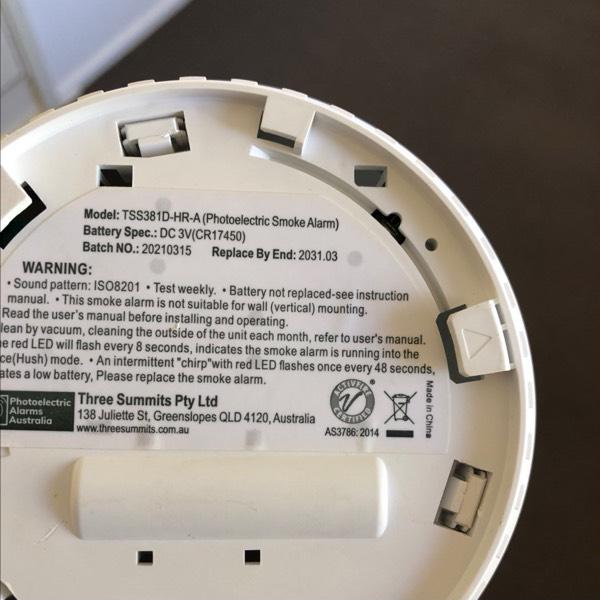 Model: TSS381D-HR-A (Photoelectric Smoke Alarm)
Battery Spec.: DC 3V(CR17450)
Batch NO.: 20210315 Replace By End: 2031.03
WARNING:
• Sound pattern: ISO8201 • Test weekly. • Battery not replaced-see instruction
manual. • This smoke alarm is not suitable for wall (vertical) mounting.
Read the user's manual before installing and operating.
lean by vacuum, cleaning the outside of the unit each month, refer to user's manual.
he red LED will flash every 8 seconds, indicates the smoke alarm is running into the
ce(Hush) mode. • An intermittent "chirp"with red LED flashes once every 48 seconds,
ates a low battery, Please replace the smoke alarm.
Photoelectric
Alarms
Australia
Three Summits Pty Ltd
138 Juliette St, Greenslopes QLD 4120, Australia
www.threesummits.com.au
AS3786: 2014
Made in China